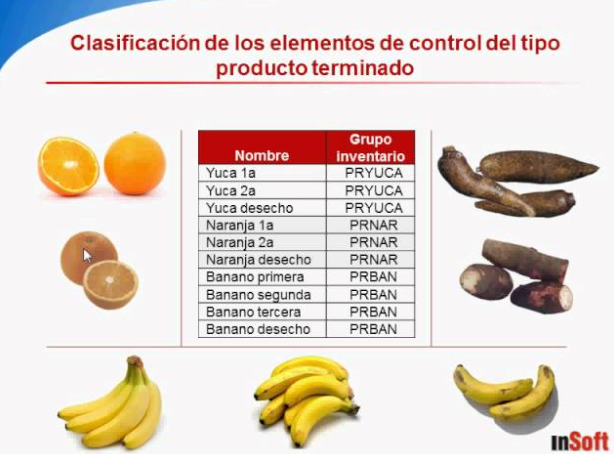 Clasificación de los elementos de control del tipo
producto terminado
Nombre Grupo inventario
Yuca 1a PRYUCA
Yuca 2a PRYUCA
Yuca desecho PRYUCA
Naranja 1a PRNAR
Naranja 2a PRNAR
Naranja desecho PRNAR
Banano primera PRBAN
Banano segunda PRBAN
Banano tercera PRBAN
Banano desecho PRBAN
InSoft